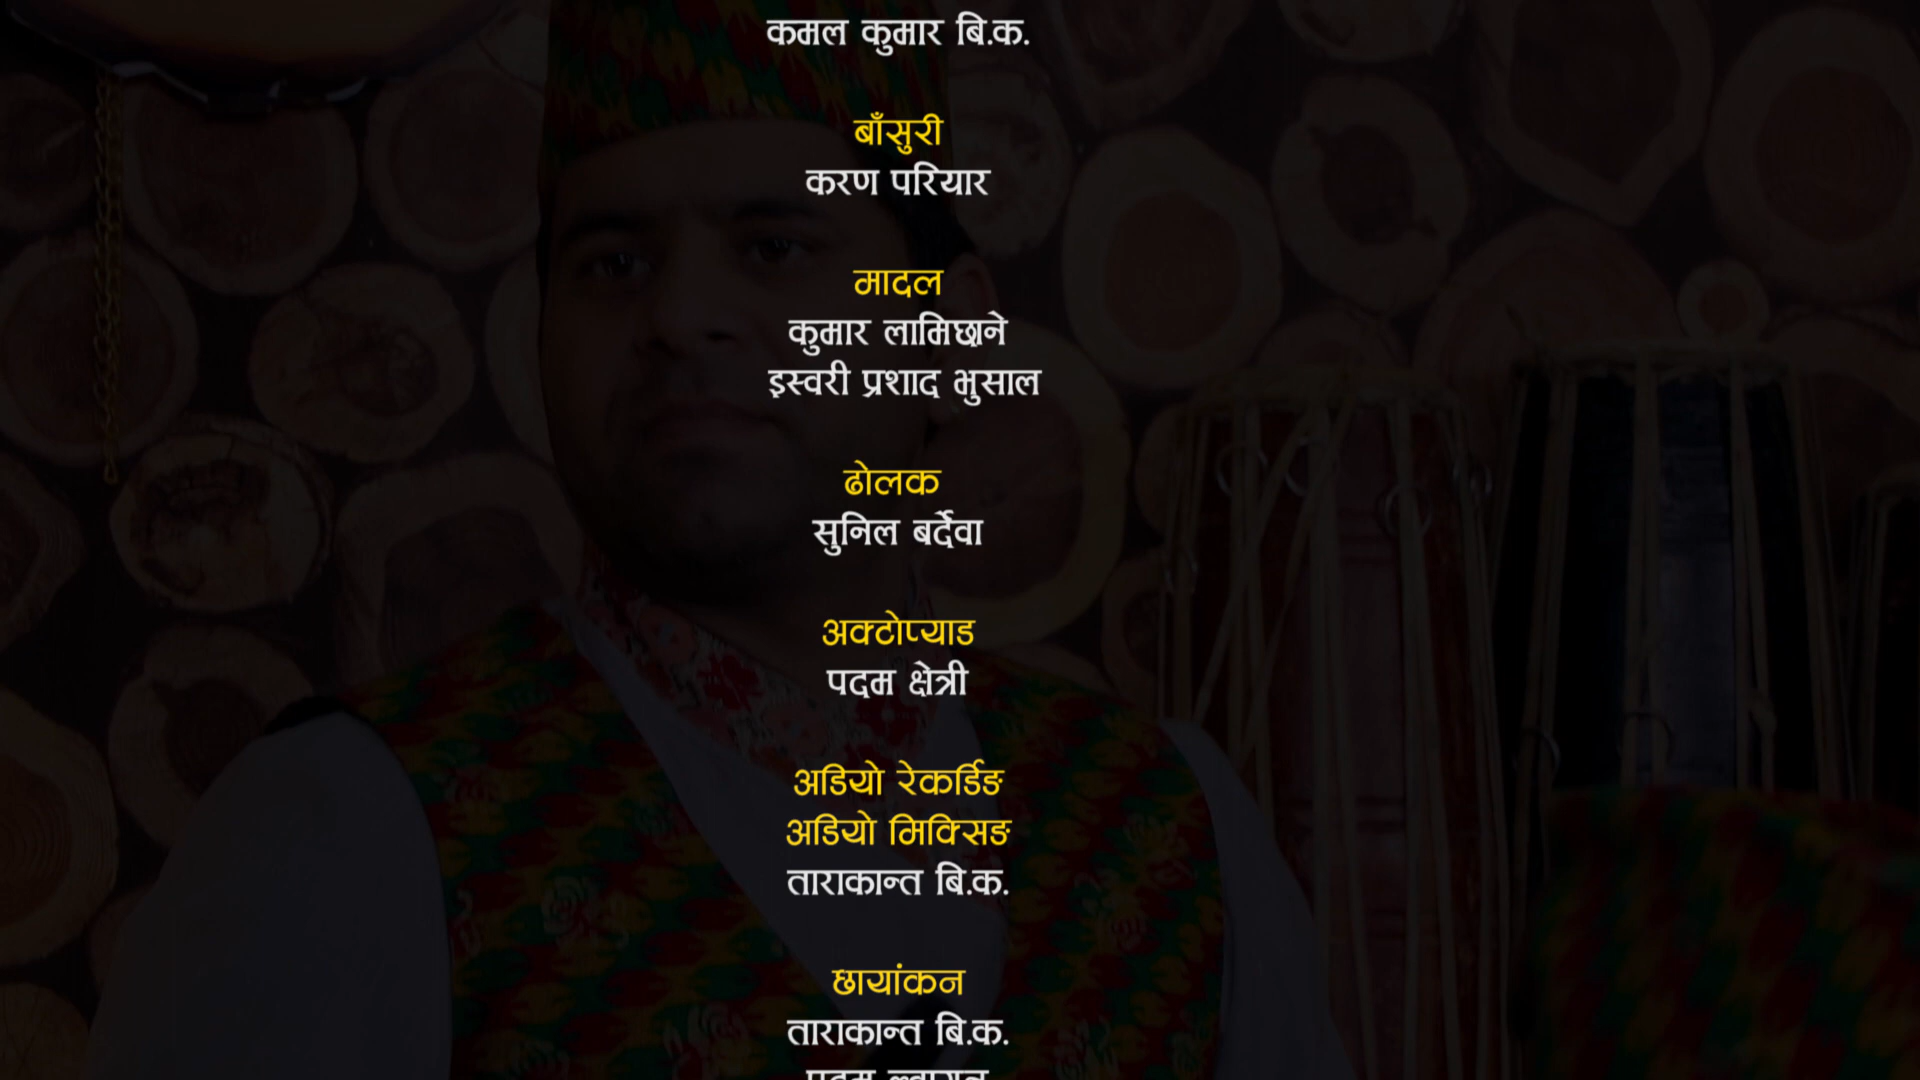 कमल कुमार बि.क.
बाँसुरी
करण परियार
मादल
कुमार लामिछाने
इस्वरी प्रशाद भुसाल
ढोलक
सुनिल बर्देवा
अक्टोप्याड
पदम क्षेत्री
अडियो रेकर्डिङ
अडियो मिक्सिङ
ताराकान्त बि.क.
छायांकन
ताराकान्त बि.क.